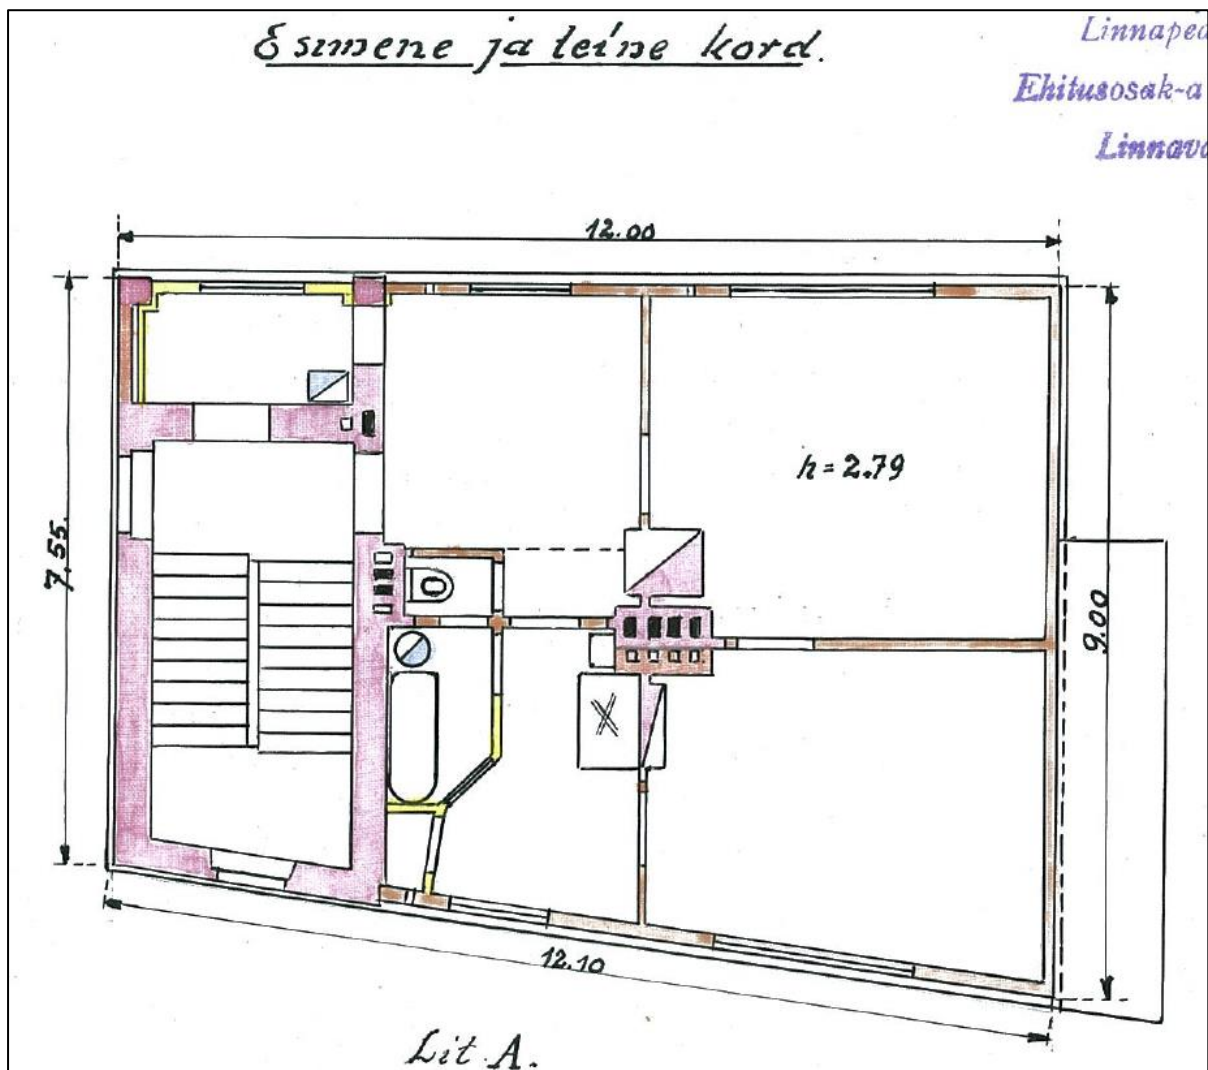 Esimene ja teine kord.
Linnapea
Ehitusosak-a
Linnava
12.00
h = 2.79
7.55.
9.00
12.10
Lit A.